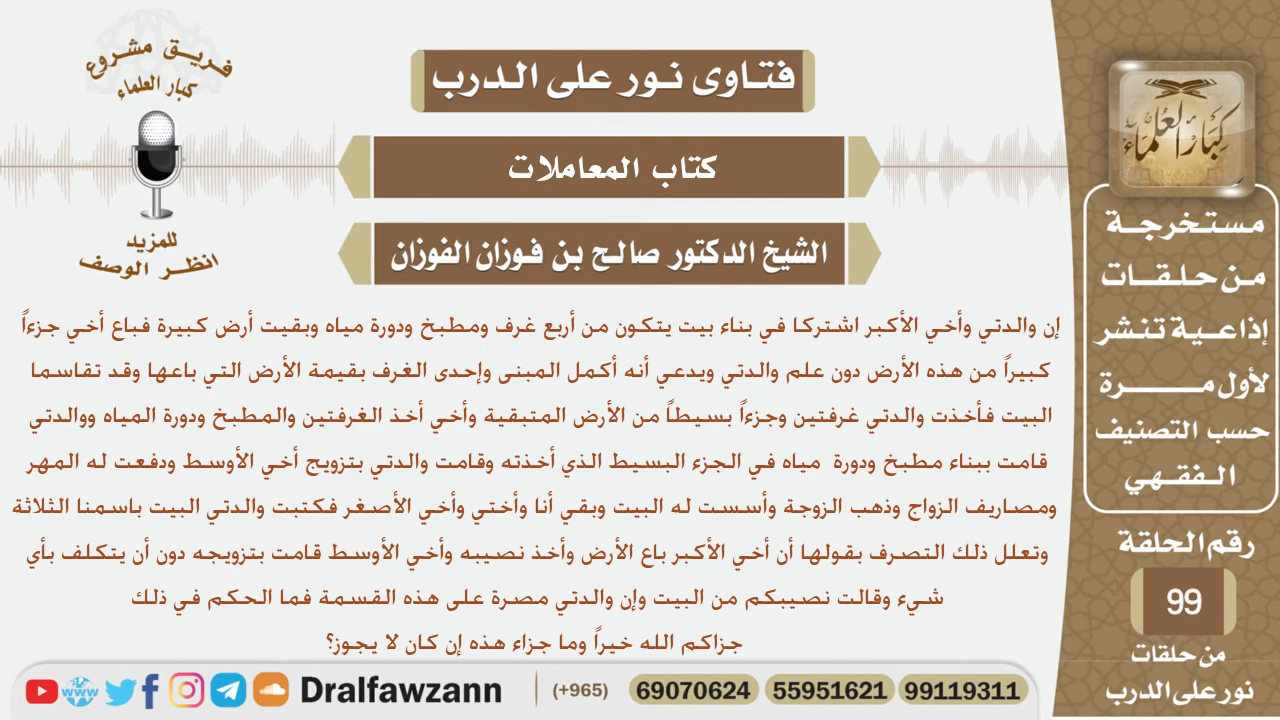 فريق مشروع
كبار العلماء
للمزيد
انظر الوصف
فتاوى نور على الدرب
كتاب المعاملات
الشيخ الدكتور صالح بن فوزان الفوزان
كبار العلماء
مستخرجة
من حلقات
إذاعية تنشر
لأول مرة
حسب التصنيف
الفقهي
رقم الحلقة
99
من حلقات
نور على الدرب
إن والدتي وأخي الأكبر اشتركا في بناء بيت يتكون من أربع غرف ومطبخ ودورة مياه وبقيت أرض كبيرة فباع أخي جزءاً
كبيراً من هذه الأرض دون علم والدتي ويدعي أنه أكمل المبنى وإحدى الغرف بقيمة الأرض التي باعها وقد تقاسما
البيت فأخذت والدتي غرفتين وجزءاً بسيطاً من الأرض المتبقية وأخي أخذ الغرفتين والمطبخ ودورة المياه ووالدتي
قامت ببناء مطبخ ودورة مياه في الجزء البسيط الذي أخذته وقامت والدتي بتزويج أخي الأوسط ودفعت له المهر
ومصاريف الزواج وذهب الزوجة وأسست له البيت وبقي أنا وأختي وأخي الأصغر فكتبت والدتي البيت باسمنا الثلاثة
وتعلل ذلك التصرف بقولها أن أخي الأكبر باع الأرض وأخذ نصيبه وأخي الأوسط قامت بتزويجه دون أن يتكلف بأي
شيء وقالت نصيبكم من البيت وإن والدتي مصرة على هذه القسمة فما الحكم في ذلك
جزاكم الله خيراً وما جزاء هذه إن كان لا يجوز؟
Dralfawzann
(+965)
69070624
55951621
99119311